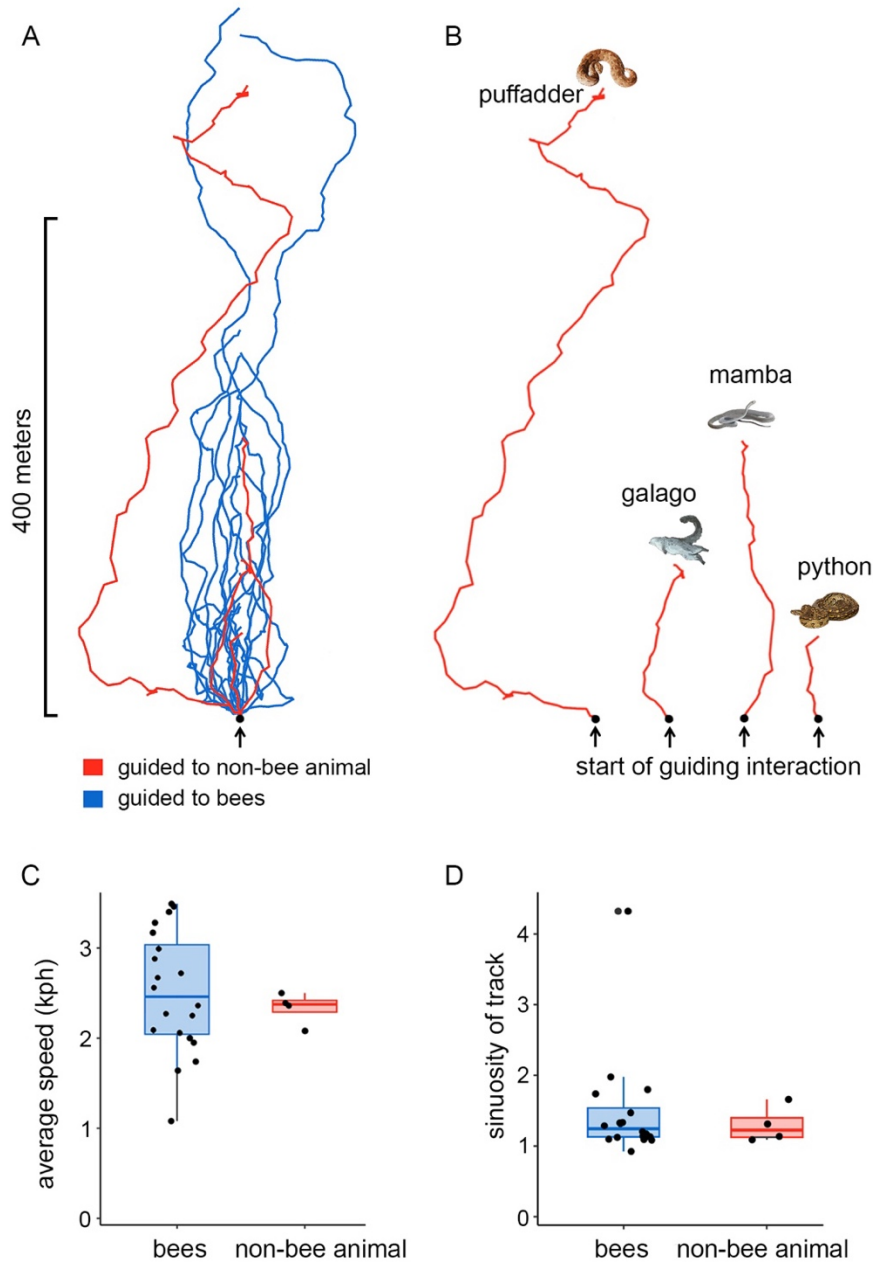 A
B
puffadder
400 meters
mamba
galago
python
start of guiding interaction
guided to non-bee animal
guided to bees
C
average speed (kph)
3
2
1
0
bees
non-bee animal
D
sinuosity of track
4
3
2
1
0
bees
non-bee animal